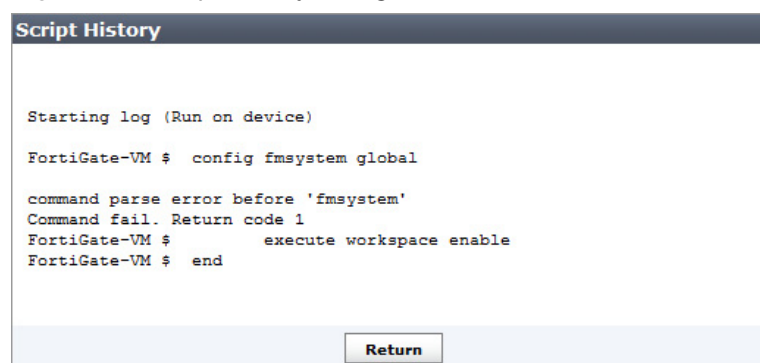 Script History
Starting log (Run on device)
FortiGate-VM $ config fmsystem global
command parse error before 'fmsystem'
Command fail. Return code 1
FortiGate-VM $ execute workspace enable
FortiGate-VM $ end
Return